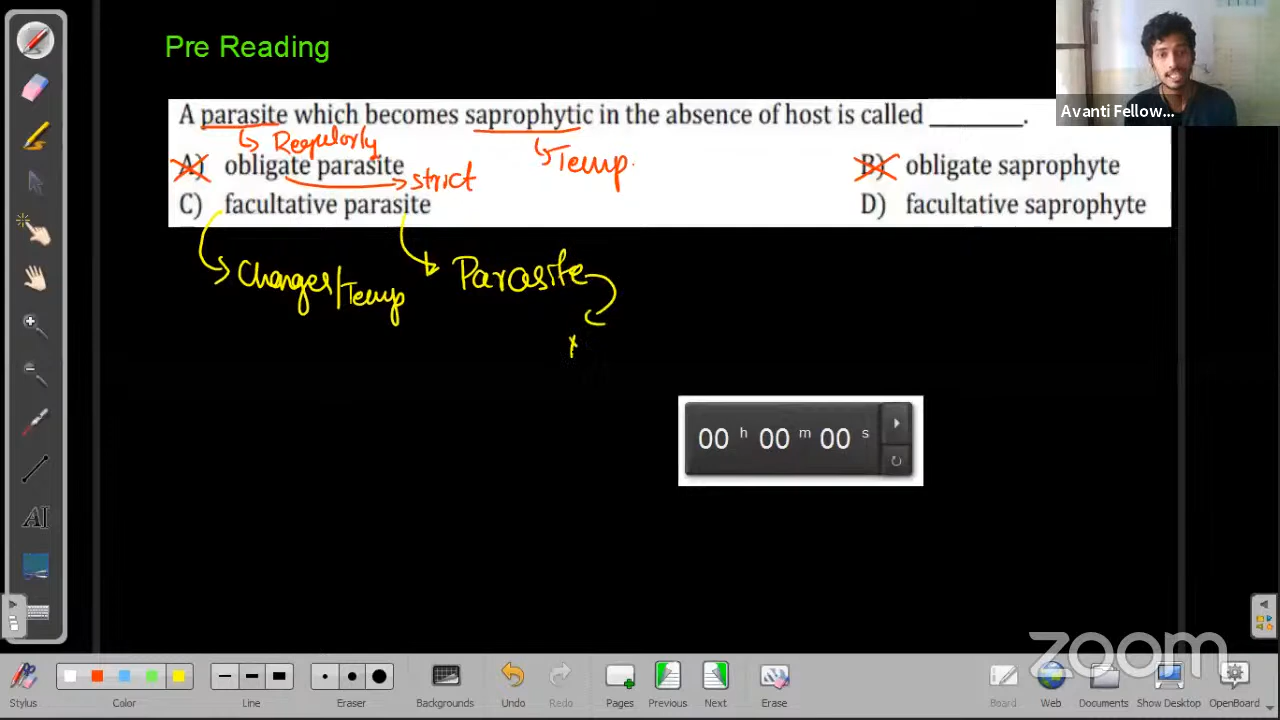 Pre Reading
Avanti Fellow...
A parasite which becomes saprophytic in the absence of host is called ________.
Regularly
Temp.
A) obligate parasite
strict
B) obligate saprophyte
C) facultative parasite
D) facultative saprophyte
Changes/Temp
Parasite
00 h 00 m 00 s
zoom
Stylus
Color
Line
Eraser
Backgrounds
Undo
Redo
Pages
Previous
Next
Erase
Board
Web
Documents
Show Desktop
OpenBoard